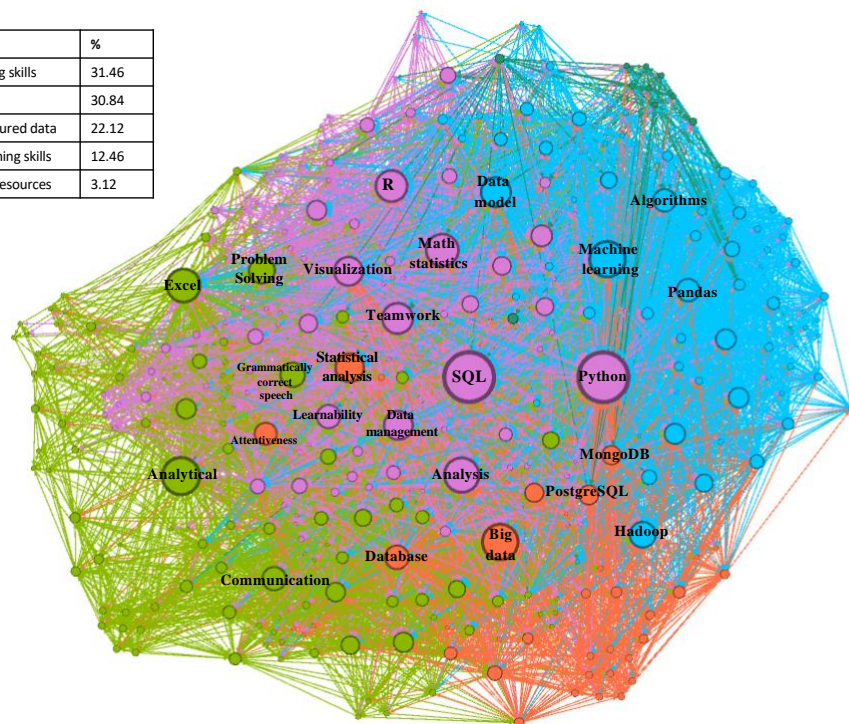 %
g skills 31.46
30.84
ured data 22.12
ning skills 12.46
resources 3.12
R
Data
model
Algorithms
Math
statistics
Machine
learning
Problem
Solving
Visualization
Excel
Pandas
Teamwork
Statistical
analysis
Grammatically
correct
speech
SQL
Python
Learnability
Data
management
Attentiveness
MongoDB
Analytical
Analysis
PostgreSQL
Hadoop
Big
data
Database
Communication